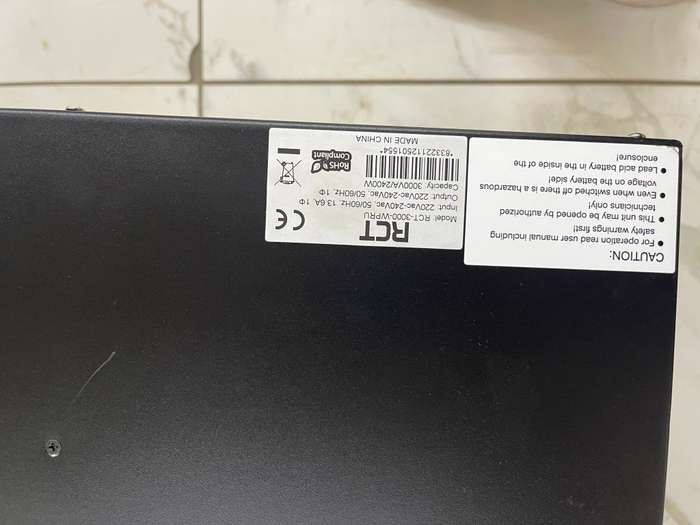 RCT
Model: RCT-3000-WPRU
Input: 220Vac-240Vac, 50/60Hz, 13.6A, 1Φ
Output: 220Vac-240Vac, 50/60Hz, 1Φ
Capacity: 3000VA/2400W
*8322112501554*
MADE IN CHINA
CE
RoHS
Compliant
CAUTION:
● For operation read user manual including
safety warnings first!
● This unit may be opened by authorized
technicians only!
● Even when switched off there is a hazardous
voltage on the battery side!
● Lead acid battery in the inside of the
enclosure!